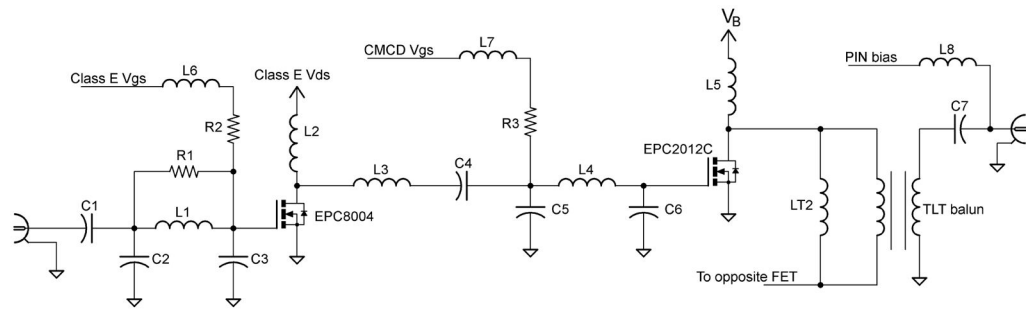 VB
L7
CMCD Vgs
L8
PIN bias
L6
Class E Vgs
Class E Vds
L5
C7
R2
L2
R3
EPC2012C
R1
C4
L3
L4
C1
L1
EPC8004
C5
C6
LT2
TLT balun
C2
C3
To opposite FET